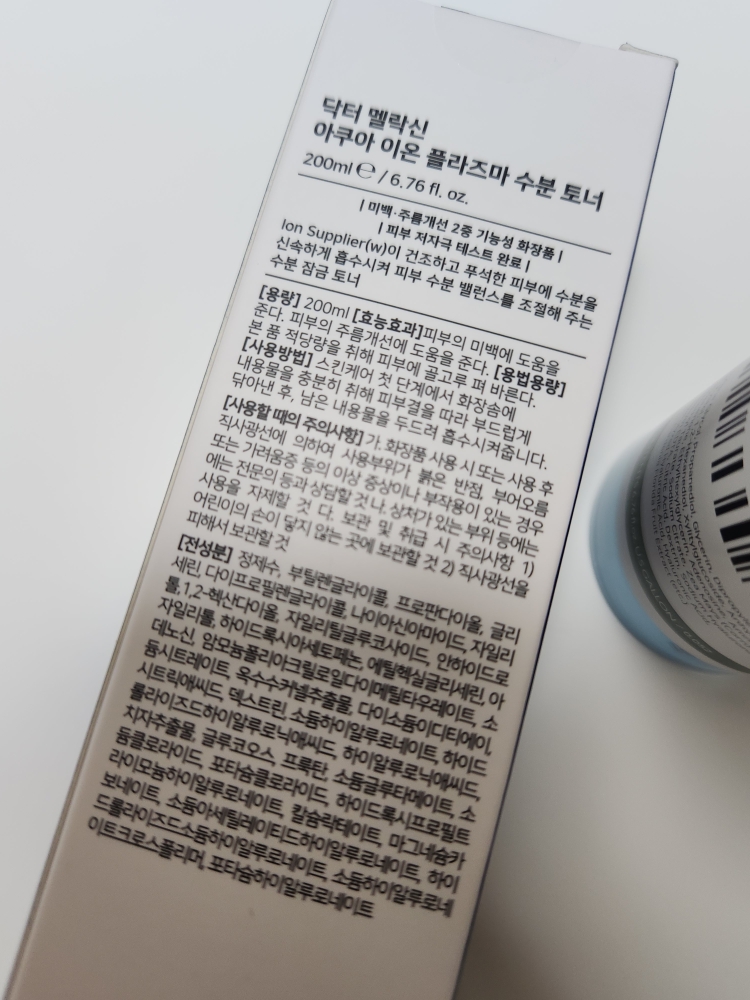 닥터 멜락신
아쿠아 이온 플라즈마 수분 토너
200ml ℮ / 6.76 fl. oz.
| 미백·주름개선 2중 기능성 화장품 |
| 피부 저자극 테스트 완료 |
Ion Supplier(w)이 건조하고 푸석한 피부에 수분을
신속하게 흡수시켜 피부 수분 밸런스를 조절해 주는
수분 잠금 토너
[용량] 200ml [효능효과]피부의 미백에 도움을
준다. 피부의 주름개선에 도움을 준다. [용법용량]
본 품 적당량을 취해 피부에 골고루 펴 바른다.
[사용방법] 스킨케어 첫 단계에서 화장솜에
내용물을 충분히 취해 피부결을 따라 부드럽게
닦아낸 후, 남은 내용물을 두드려 흡수시켜줍니다.
[사용할 때의 주의사항] 가. 화장품 사용 시 또는 사용 후
직사광선에 의하여 사용부위가 붉은 반점, 부어오름
또는 가려움증 등의 이상 증상이나 부작용이 있는 경우
에는 전문의 등과 상담할 것 나. 상처가 있는 부위 등에는
사용을 자제할 것 다. 보관 및 취급 시 주의사항 1)
어린이의 손이 닿지 않는 곳에 보관할 것 2) 직사광선을
피해서 보관할 것
[전성분] 정제수, 부틸렌글라이콜, 프로판다이올, 글리
세린, 다이프로필렌글라이콜, 나이아신아마이드, 자일리
톨, 1,2-헥산다이올, 자일리틸글루코사이드, 안하이드로
자일리톨, 하이드록시아세토페논, 에틸헥실글리세린, 아
데노신, 암모늄폴리아크릴로일다이메틸타우레이트, 소
듐시트레이트, 옥수수커넬추출물, 다이소듐이디티에이,
시트릭애씨드, 덱스트린, 소듐하이알루로네이트, 하이드
롤라이즈드하이알루로닉애씨드, 하이알루로닉애씨드,
치자추출물, 글루코오스, 프룩탄, 소듐글루타메이트, 소
듐클로라이드, 포타슘클로라이드, 하이드록시프로필트
라이모늄하이알루로네이트, 칼슘락테이트, 마그네슘카
보네이트, 소듐아세틸레이티드하이알루로네이트, 하이
드롤라이즈드소듐하이알루로네이트, 소듐하이알루로네
이트크로스폴리머, 포타슘하이알루로네이트